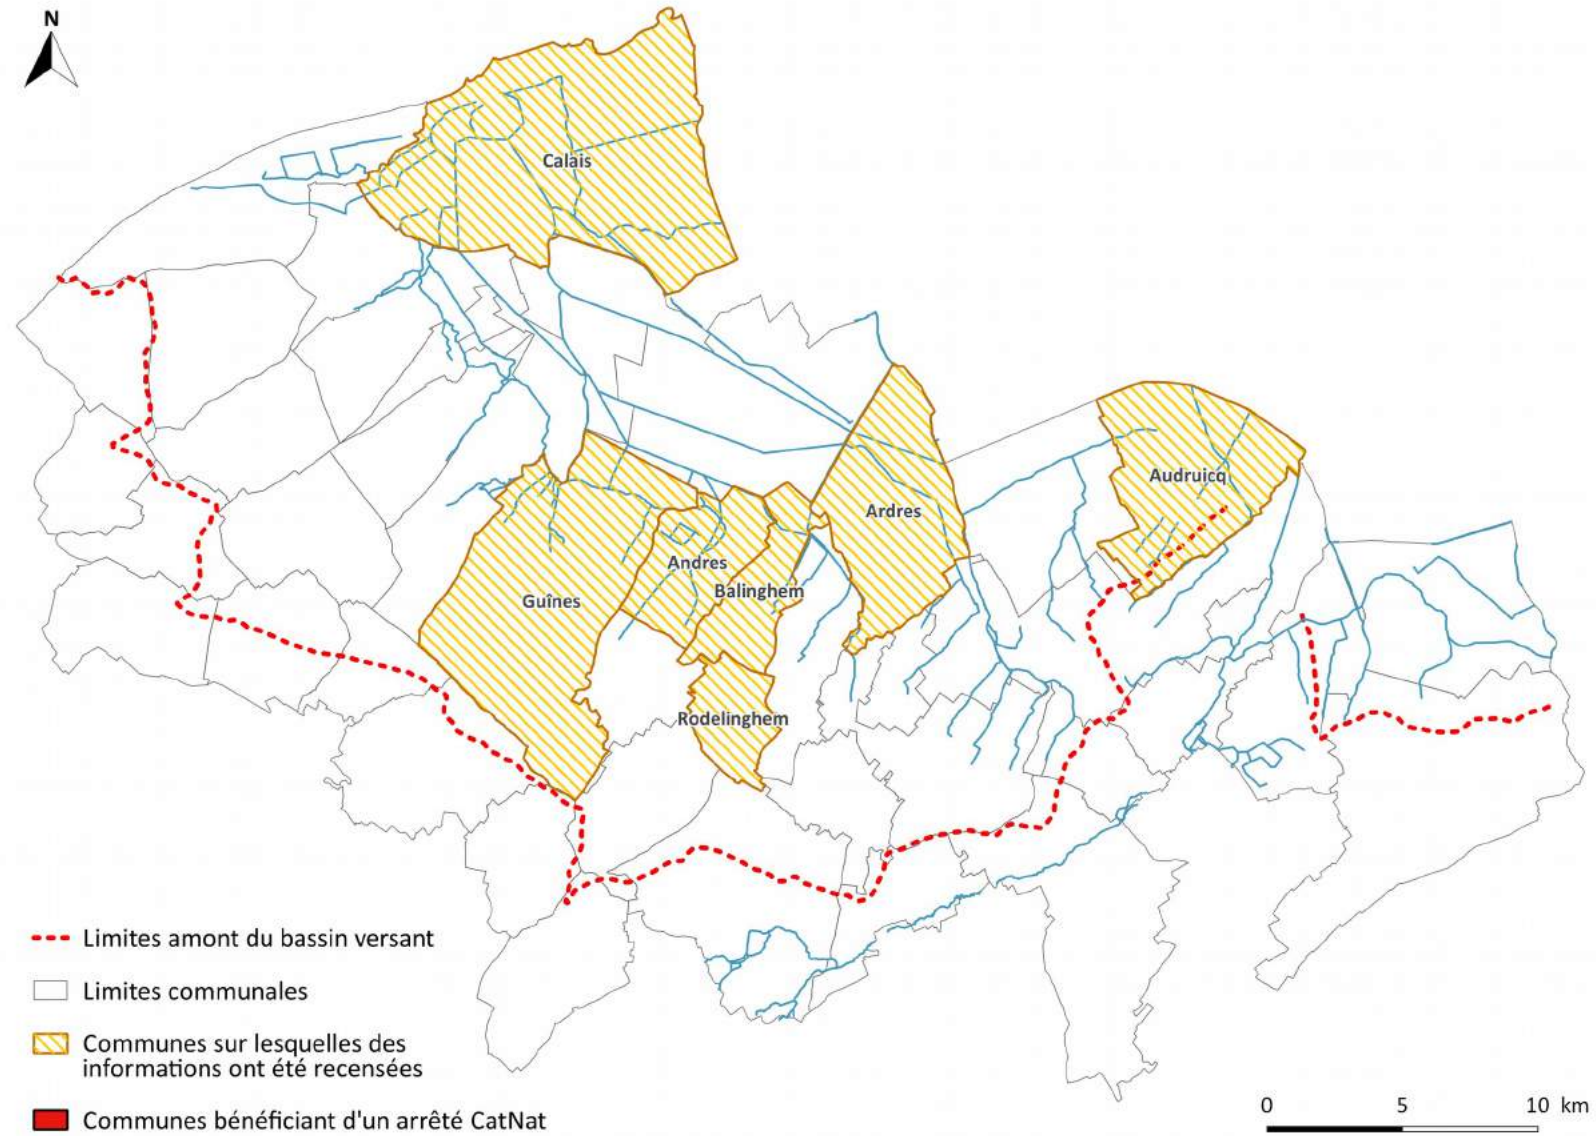 N
Calais
Audruicq
Ardres
Andres
Balinghem
Guînes
Rodelinghem
Limites amont du bassin versant
Limites communales
Communes sur lesquelles des
informations ont été recensées
Communes bénéficiant d'un arrêté CatNat
0 5 10 km